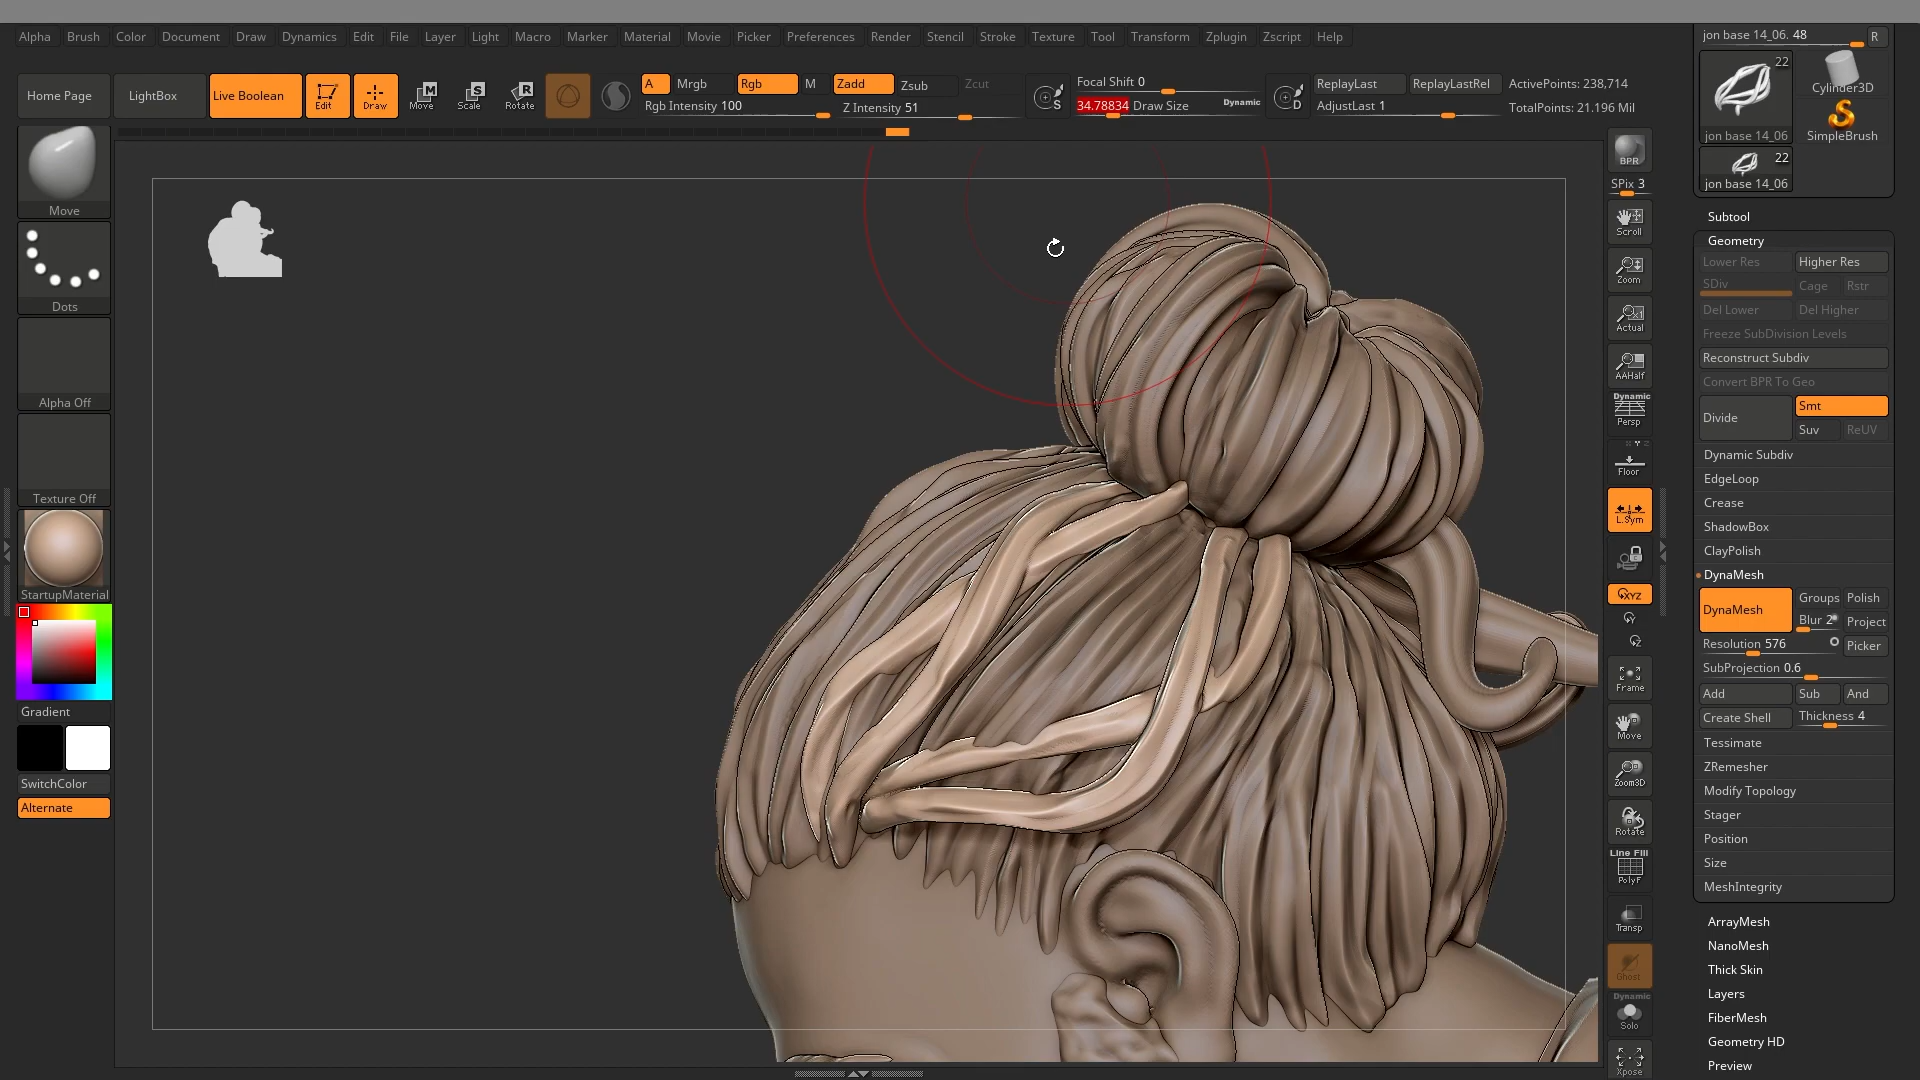 Alpha Brush Color Document Draw Dynamics Edit File Layer Light Macro Marker Material Movie Picker Preferences Render Stencil Stroke Texture Tool Transform Zplugin Zscript Help
jon base 14_06. 48 R
Home Page LightBox Live Boolean Edit Draw Move Scale Rotate
M S R
A Mrgb Rgb M Zadd Zsub Zcut
Rgb Intensity 100 Z Intensity 51
S Focal Shift 0
34.78834 Draw Size Dynamic
D ReplayLast ReplayLastRel
AdjustLast 1
ActivePoints: 238,714
TotalPoints: 21.196 Mil
22 Cylinder3D
jon base 14_06 SimpleBrush
22
jon base 14_06
Move
Dots
Alpha Off
Texture Off
StartupMaterial
Gradient
SwitchColor
Alternate
BPR
SPix 3
Scroll
Zoom
Actual
AAHalf
Dynamic
Persp
Floor
L.Sym
XYZ
Y
Z
Frame
Move
Zoom3D
Rotate
Line Fill
PolyF
Transp
Ghost
Dynamic
Solo
Xpose
Subtool
Geometry
Lower Res Higher Res
SDiv Cage Rstr
Del Lower Del Higher
Freeze SubDivision Levels
Reconstruct Subdiv
Convert BPR To Geo
Divide Smt
Suv ReUV
Dynamic Subdiv
EdgeLoop
Crease
ShadowBox
ClayPolish
DynaMesh
DynaMesh Groups Polish
Blur 2 Project
Resolution 576 Picker
SubProjection 0.6
Add Sub And
Create Shell Thickness 4
Tessimate
ZRemesher
Modify Topology
Stager
Position
Size
MeshIntegrity
ArrayMesh
NanoMesh
Thick Skin
Layers
FiberMesh
Geometry HD
Preview